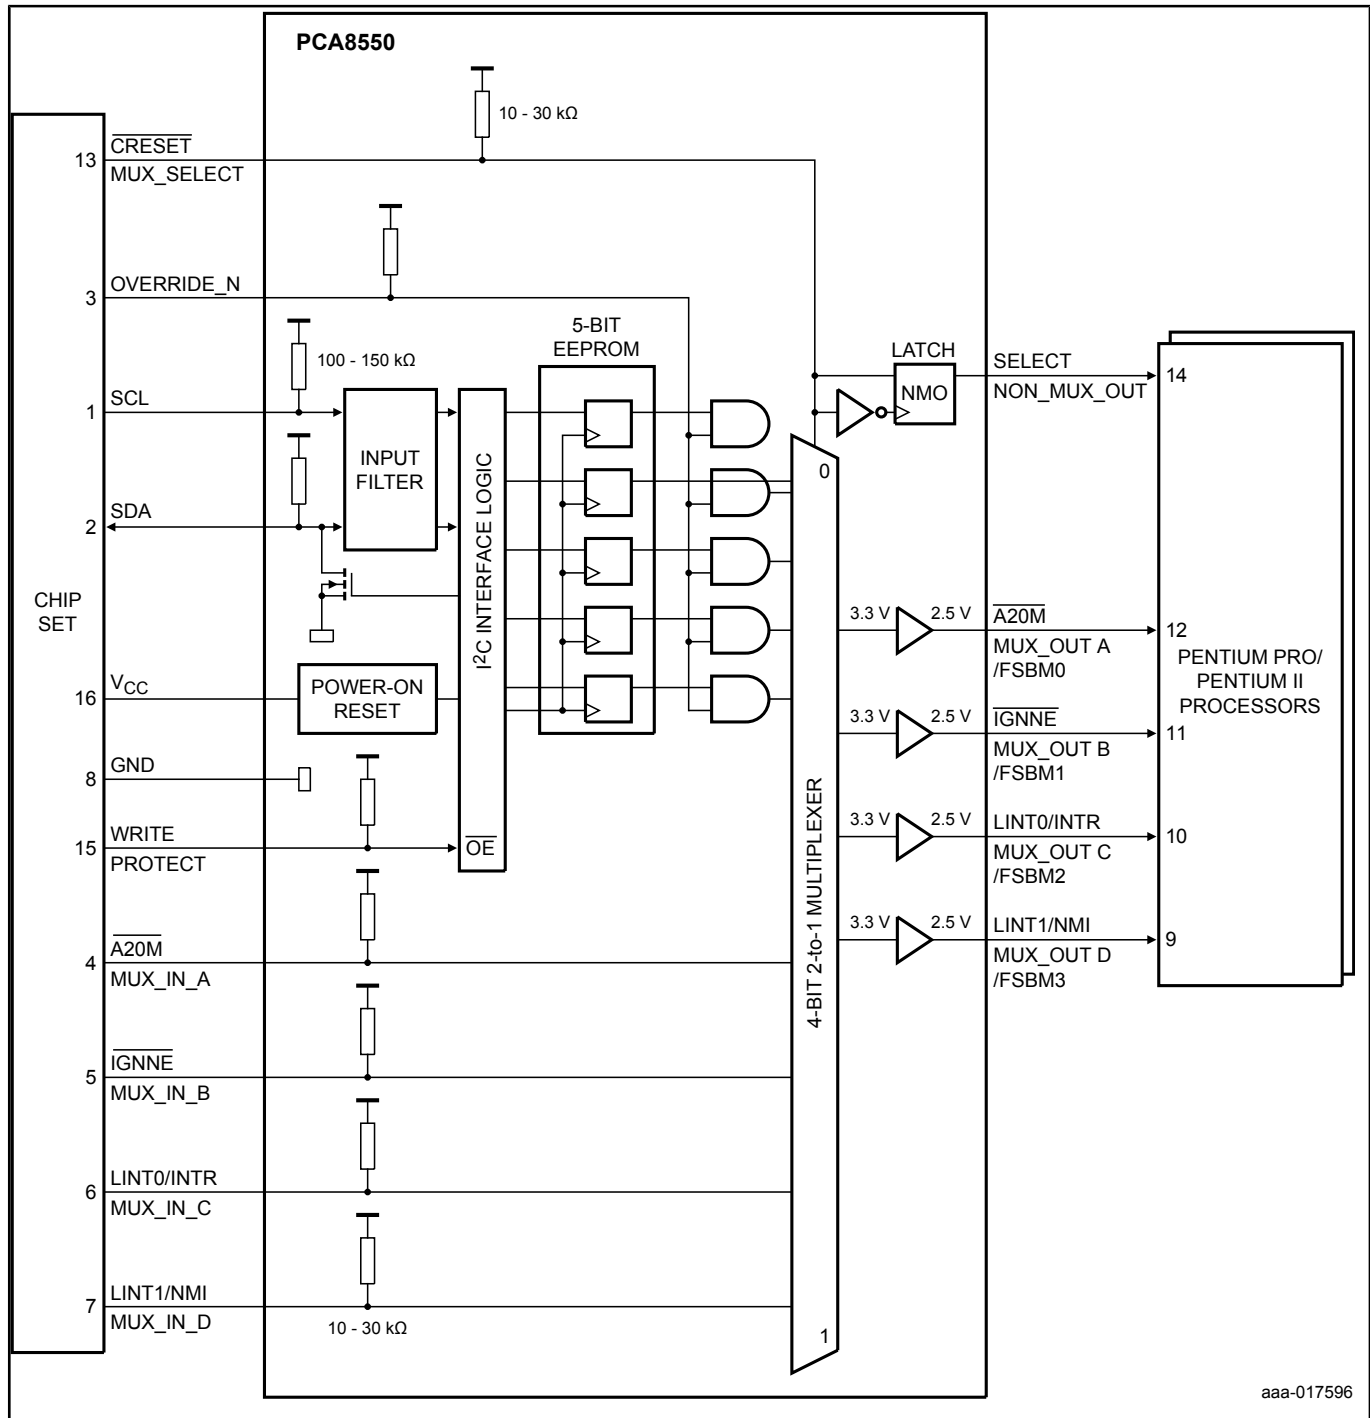 PCA8550
10 - 30 kΩ
CRESET
13
MUX_SELECT
OVERRIDE_N
3
5-BIT
EEPROM
100 - 150 kΩ
LATCH
SELECT
NMO
14
NON_MUX_OUT
SCL
1
INPUT
FILTER
I²C INTERFACE LOGIC
0
SDA
2
CHIP
SET
3.3 V 2.5 V
A20M
12
MUX_OUT A
/FSBM0
PENTIUM PRO/
PENTIUM II
PROCESSORS
VCC
16
POWER-ON
RESET
3.3 V 2.5 V
IGNNE
11
MUX_OUT B
/FSBM1
GND
8
4-BIT 2-to-1 MULTIPLEXER
WRITE
15
PROTECT
OE
3.3 V 2.5 V
LINT0/INTR
10
MUX_OUT C
/FSBM2
3.3 V 2.5 V
LINT1/NMI
9
MUX_OUT D
/FSBM3
A20M
4
MUX_IN_A
IGNNE
5
MUX_IN_B
LINT0/INTR
6
MUX_IN_C
LINT1/NMI
7
MUX_IN_D
10 - 30 kΩ
1
aaa-017596